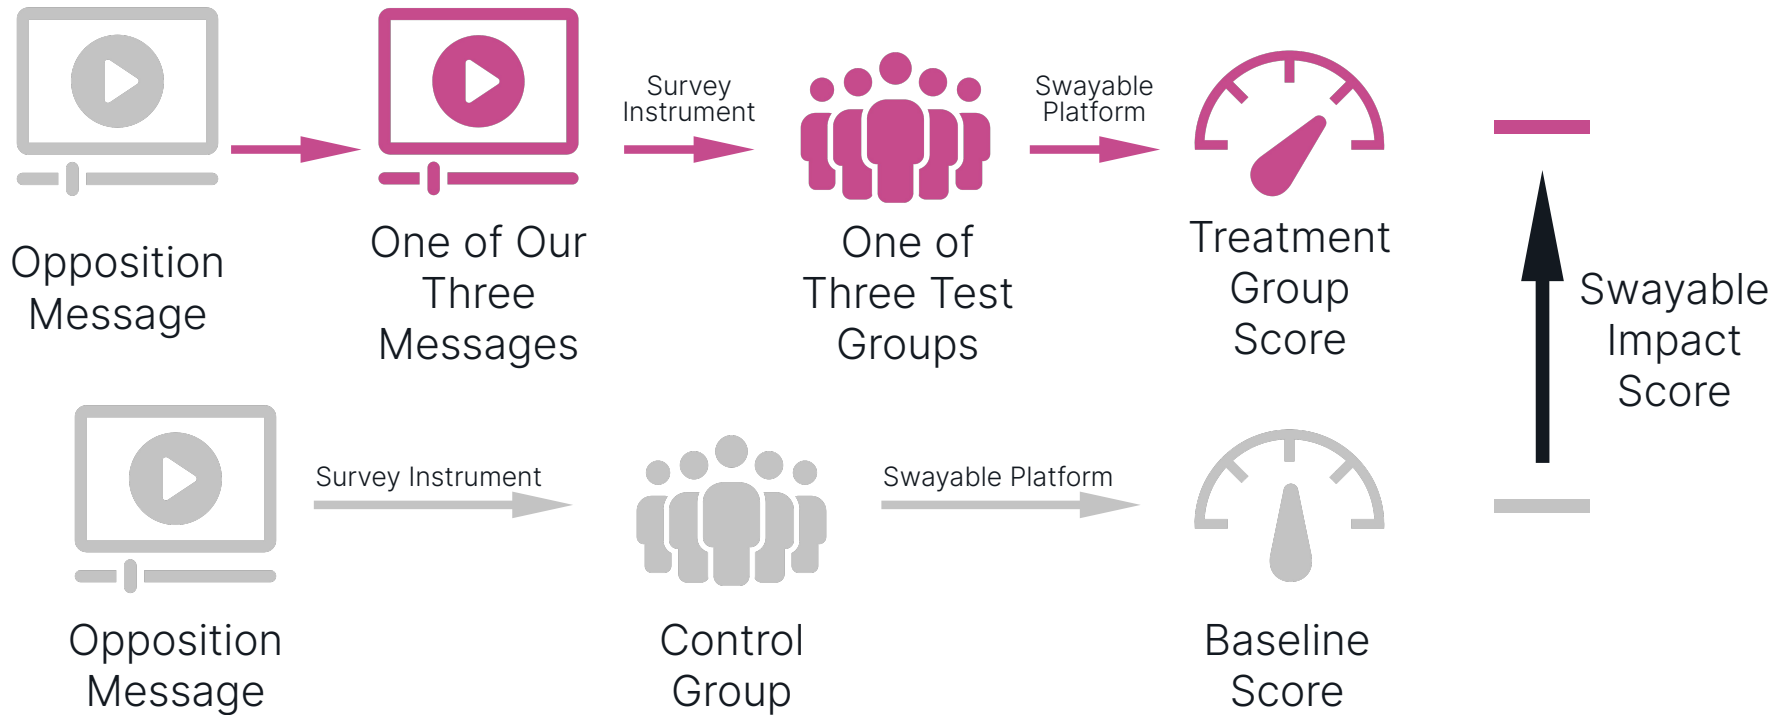 Survey
Instrument
Swayable
Platform
Opposition
Message
One of Our
Three
Messages
One of
Three Test
Groups
Treatment
Group
Score
Swayable
Impact
Score
Survey Instrument
Swayable Platform
Opposition
Message
Control
Group
Baseline
Score